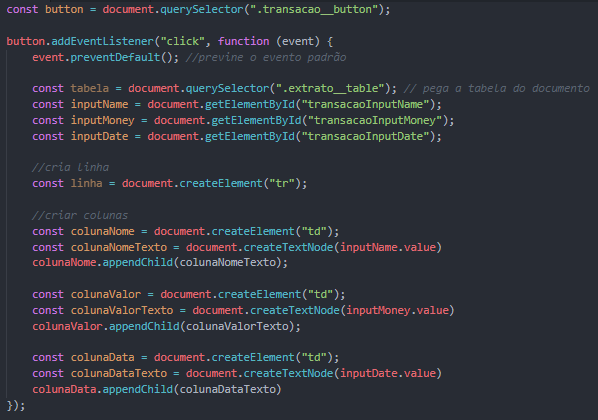 const button = document.querySelector(".transacao__button");
button.addEventListener("click", function (event) {
event.preventDefault(); //previne o evento padrão
const tabela = document.querySelector(".extrato__table"); // pega a tabela do documento
const inputName = document.getElementById("transacaoInputName");
const inputMoney = document.getElementById("transacaoInputMoney");
const inputDate = document.getElementById("transacaoInputDate");
//cria linha
const linha = document.createElement("tr");
//criar colunas
const colunaNome = document.createElement("td");
const colunaNomeTexto = document.createTextNode(inputName.value)
colunaNome.appendChild(colunaNomeTexto);
const colunaValor = document.createElement("td");
const colunaValorTexto = document.createTextNode(inputMoney.value)
colunaValor.appendChild(colunaValorTexto);
const colunaData = document.createElement("td");
const colunaDataTexto = document.createTextNode(inputDate.value)
colunaData.appendChild(colunaDataTexto)
});